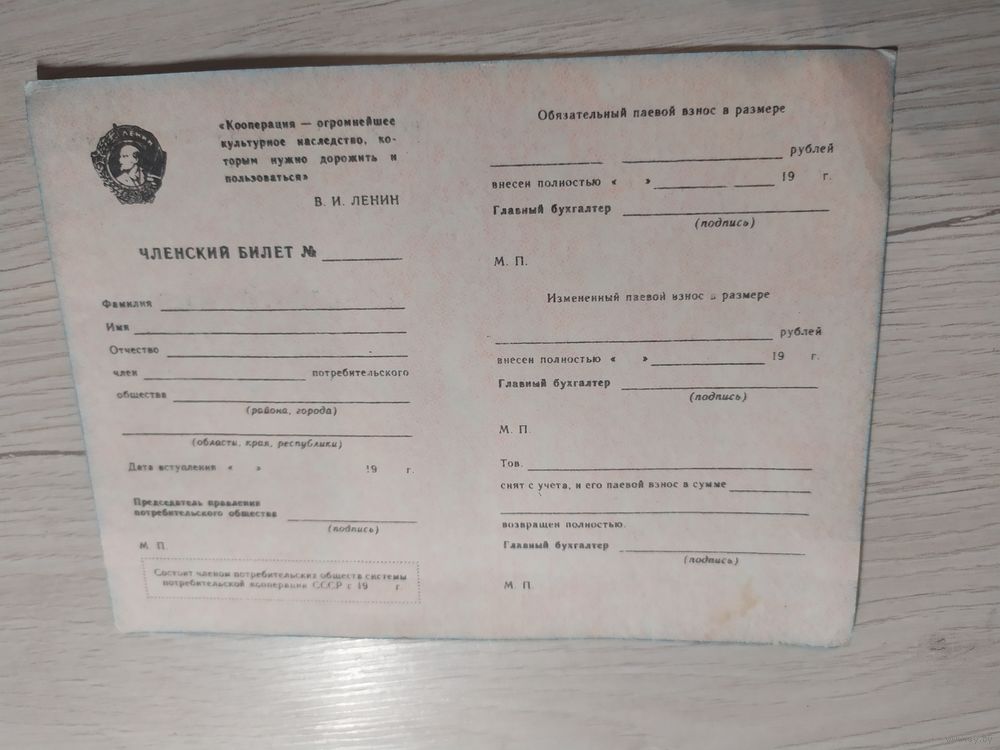 ЛЕНИН
«Кооперация — огромнейшее
культурное наследство, ко-
торым нужно дорожить и
пользоваться»
В. И. ЛЕНИН
ЧЛЕНСКИЙ БИЛЕТ №
Фамилия
Имя
Отчество
член потребительского
общества
(района, города)
(области, края, республики)
Дата вступления « » 19 г.
Председатель правления
потребительского общества
(подпись)
М. П.
Состоит членом потребительских обществ системы
потребительской кооперации СССР с 19 г.
Обязательный паевой взнос в размере
рублей
внесен полностью « » 19 г.
Главный бухгалтер
(подпись)
М. П.
Измененный паевой взнос в размере
рублей
внесен полностью « » 19 г.
Главный бухгалтер
(подпись)
М. П.
Тов.
снят с учета, и его паевой взнос в сумме
возвращен полностью.
Главный бухгалтер
(подпись)
М. П.